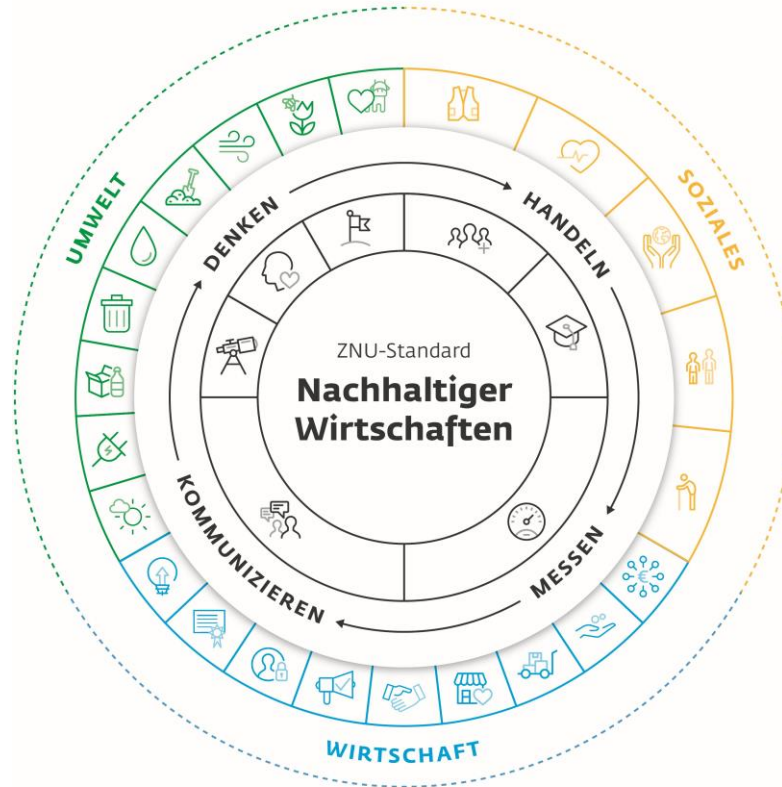 ZNU-Standard
Nachhaltiger
Wirtschaften
DENKEN
HANDELN
MESSEN
KOMMUNIZIEREN
UMWELT
SOZIALES
WIRTSCHAFT
€